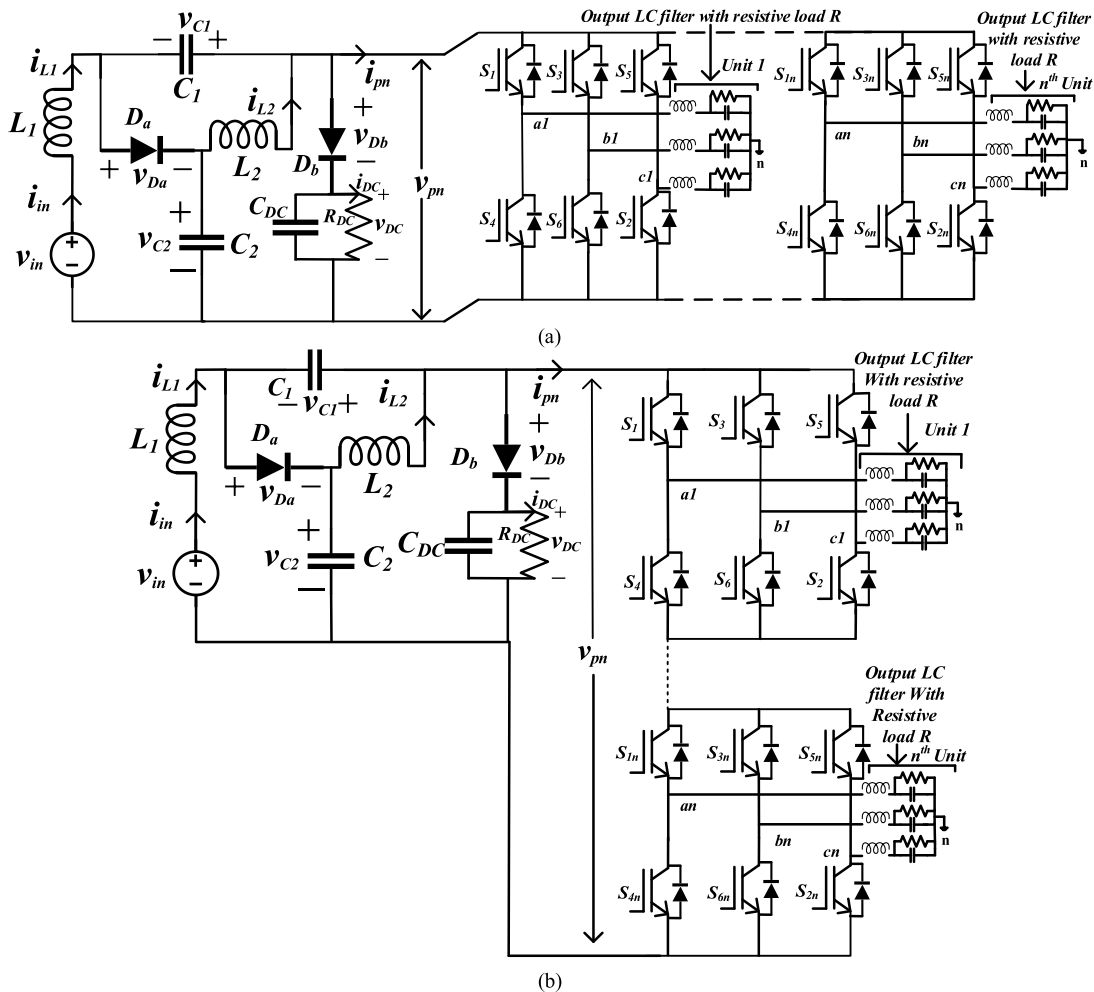 Output LC filter with resistive load R
Output LC filter
with resistive
load R
nth Unit
Unit 1
vC1
− +
C1
iL1
iL2
ipn
L1
Da
+ vDa −
L2
+
vDb
−
Db
iDC
+
CDC
RDC
vDC
−
vpn
iin
+
vC2
−
C2
vin
+
−
S1
S3
S5
S4
S6
S2
a1
b1
c1
n
S1n
S3n
S5n
S4n
S6n
S2n
an
bn
cn
n
(a)
iL1
C1
− vC1 +
iL2
ipn
L1
Da
+ vDa −
L2
+
vDb
−
Db
iDC
+
CDC
RDC
vDC
−
vpn
iin
+
vC2
−
C2
vin
+
−
Output LC filter
With resistive
load R
Unit 1
S1
S3
S5
a1
b1
c1
n
S4
S6
S2
Output LC
filter With
Resistive
load R
nth Unit
S1n
S3n
S5n
an
bn
cn
n
S4n
S6n
S2n
(b)